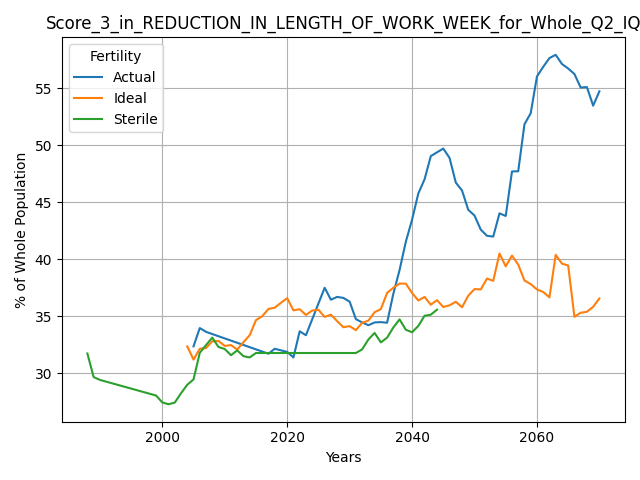 Score_3_in_REDUCTION_IN_LENGTH_OF_WORK_WEEK_for_Whole_Q2_IQ
Fertility
Actual
Ideal
Sterile
% of Whole Population
55
50
45
40
35
30
2000 2020 2040 2060
Years